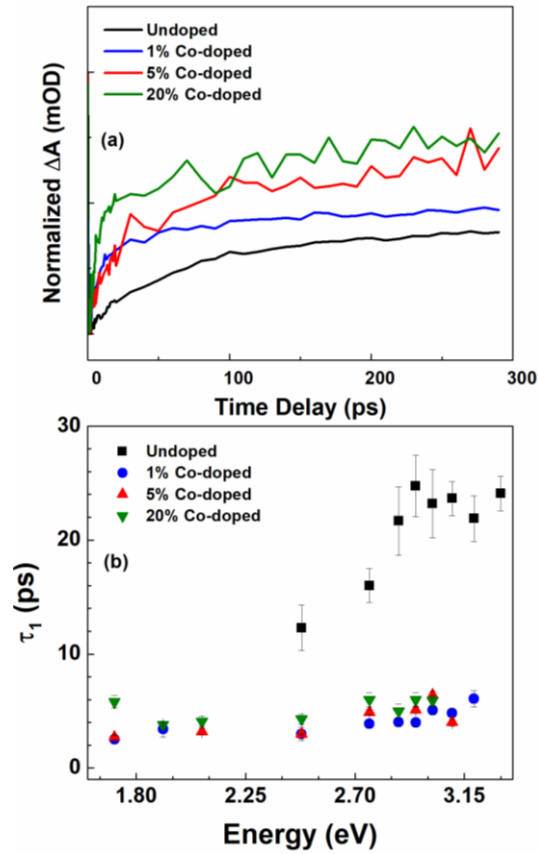 Undoped
1% Co-doped
5% Co-doped
20% Co-doped
(a)
Normalized ΔA (mOD)
0 100 200 300
Time Delay (ps)
30
Undoped
1% Co-doped
5% Co-doped
20% Co-doped
20
(b)
τ1 (ps)
10
0
1.80 2.25 2.70 3.15
Energy (eV)